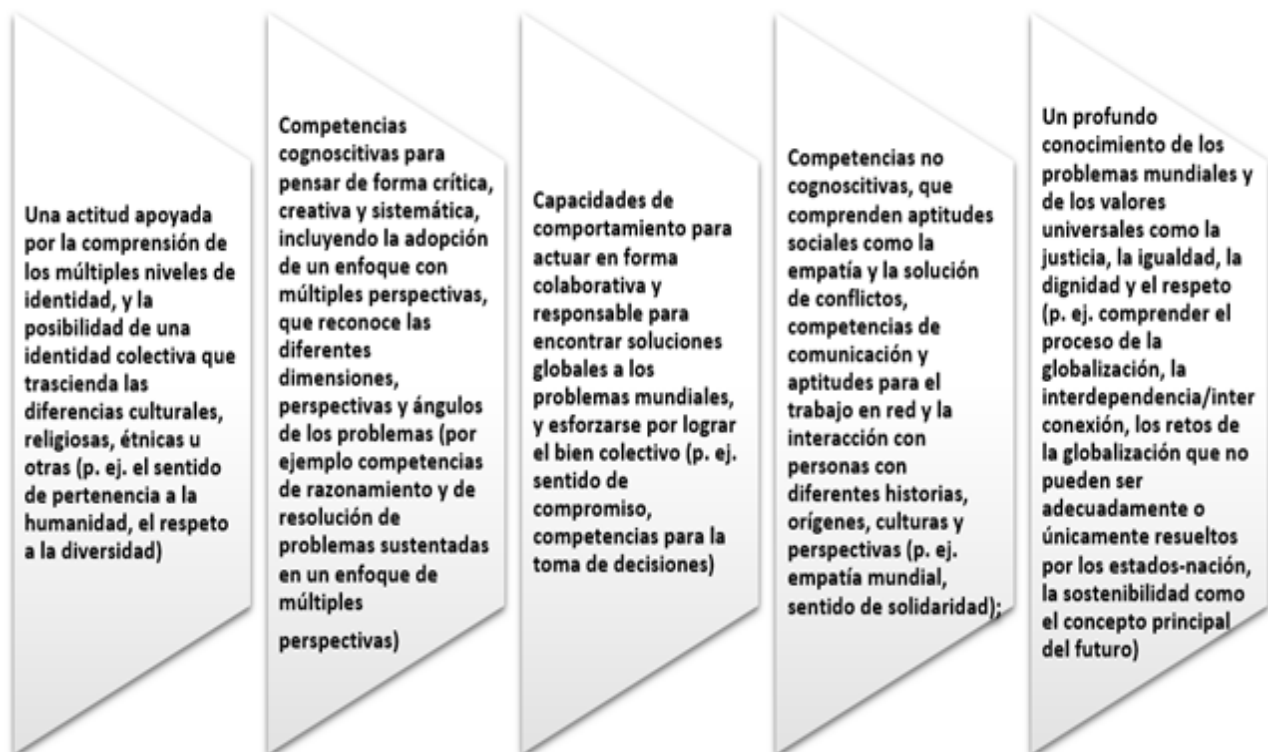 Una actitud apoyada
por la comprensión de
los múltiples niveles de
identidad, y la
posibilidad de una
identidad colectiva que
trascienda las
diferencias culturales,
religiosas, étnicas u
otras (p. ej. el sentido
de pertenencia a la
humanidad, el respeto
a la diversidad)
Competencias
cognoscitivas para
pensar de forma crítica,
creativa y sistemática,
incluyendo la adopción
de un enfoque con
múltiples perspectivas,
que reconoce las
diferentes
dimensiones,
perspectivas y ángulos
de los problemas (por
ejemplo competencias
de razonamiento y de
resolución de
problemas sustentadas
en un enfoque de
múltiples
perspectivas)
Capacidades de
comportamiento para
actuar en forma
colaborativa y
responsable para
encontrar soluciones
globales a los
problemas mundiales,
y esforzarse por lograr
el bien colectivo (p. ej.
sentido de
compromiso,
competencias para la
toma de decisiones)
Competencias no
cognoscitivas, que
comprenden aptitudes
sociales como la
empatía y la solución
de conflictos,
competencias de
comunicación y
aptitudes para el
trabajo en red y la
interacción con
personas con
diferentes historias,
orígenes, culturas y
perspectivas (p. ej.
empatía mundial,
sentido de solidaridad);
Un profundo
conocimiento de los
problemas mundiales y
de los valores
universales como la
justicia, la igualdad, la
dignidad y el respeto
(p. ej. comprender el
proceso de la
globalización, la
interdependencia/inter
conexión, los retos de
la globalización que no
pueden ser
adecuadamente o
únicamente resueltos
por los estados-nación,
la sostenibilidad como
el concepto principal
del futuro)